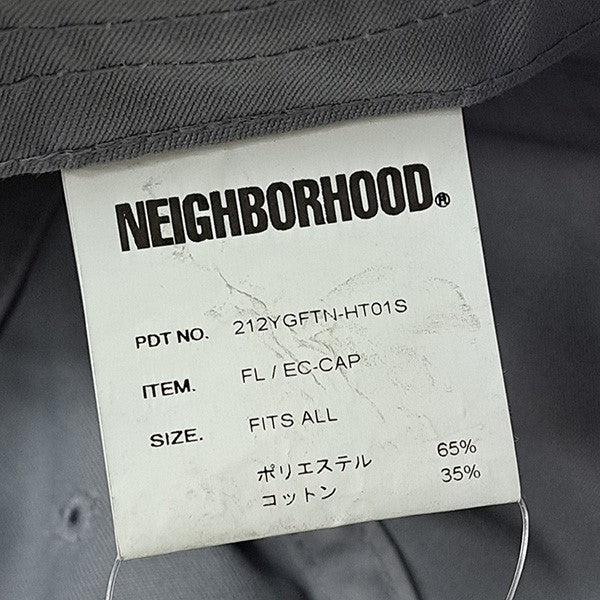 NEIGHBORHOOD®
PDT NO. 212YGFTN-HT01S
ITEM. FL / EC-CAP
SIZE. FITS ALL
ポリエステル 65%
コットン 35%